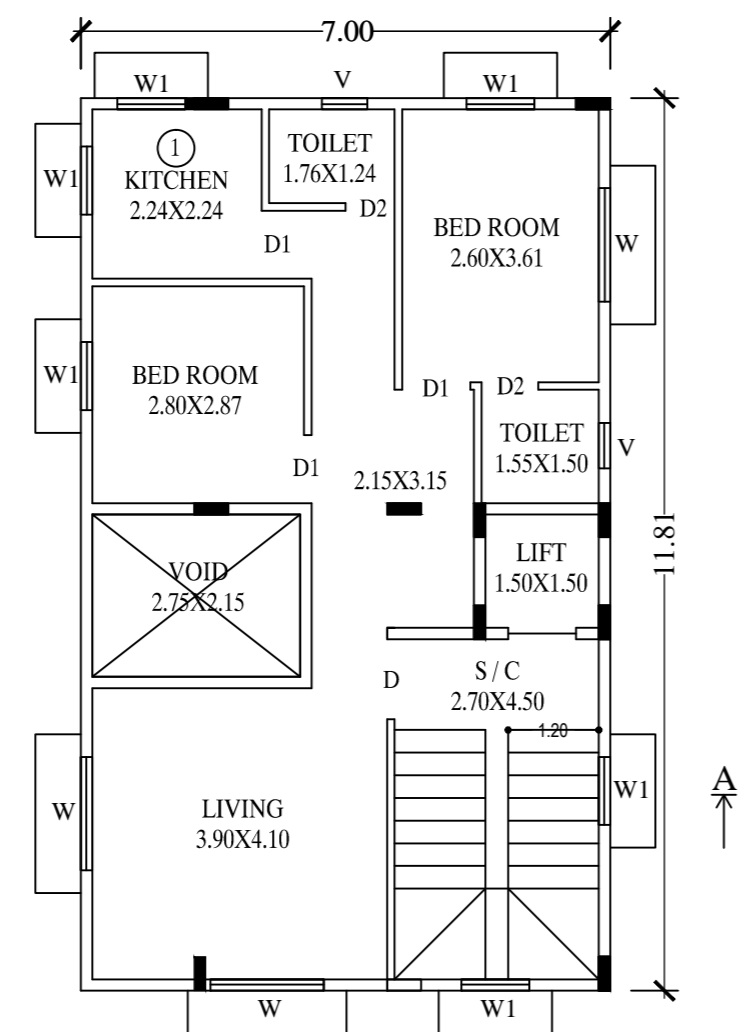 7.00
W1
V
W1
1
KITCHEN
2.24X2.24
TOILET
1.76X1.24
D2
W1
D1
BED ROOM
2.60X3.61
W
W1
BED ROOM
2.80X2.87
D1
D2
TOILET
1.55X1.50
V
D1
2.15X3.15
11.81
VOID
2.75X2.15
LIFT
1.50X1.50
D
S / C
2.70X4.50
1.20
W
LIVING
3.90X4.10
W1
A
W
W1